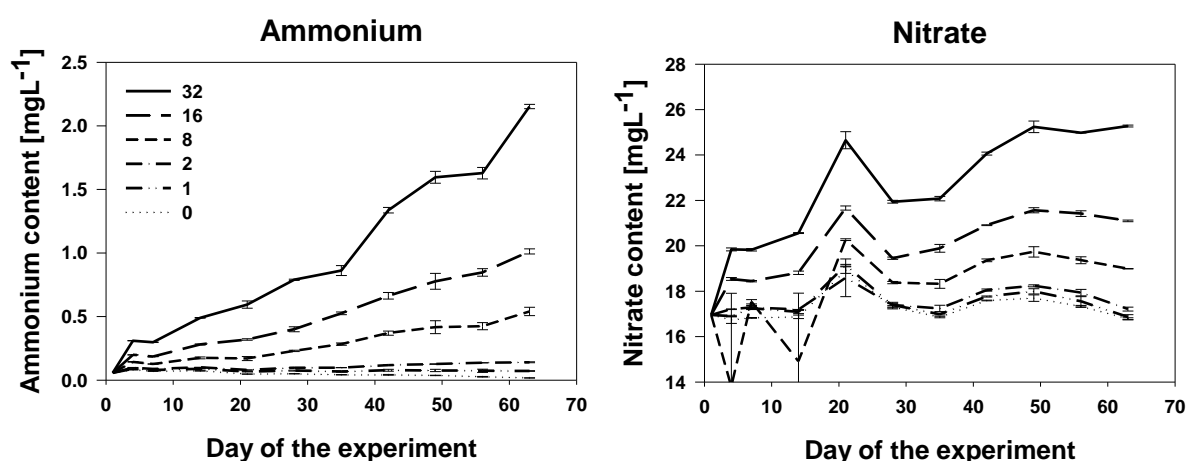 Ammonium
Ammonium content [mgL-1]
2.5
2.0
1.5
1.0
0.5
0.0
32
16
8
2
1
0
0 10 20 30 40 50 60 70
Day of the experiment
Nitrate
Nitrate content [mgL-1]
28
26
24
22
20
18
16
14
0 10 20 30 40 50 60 70
Day of the experiment